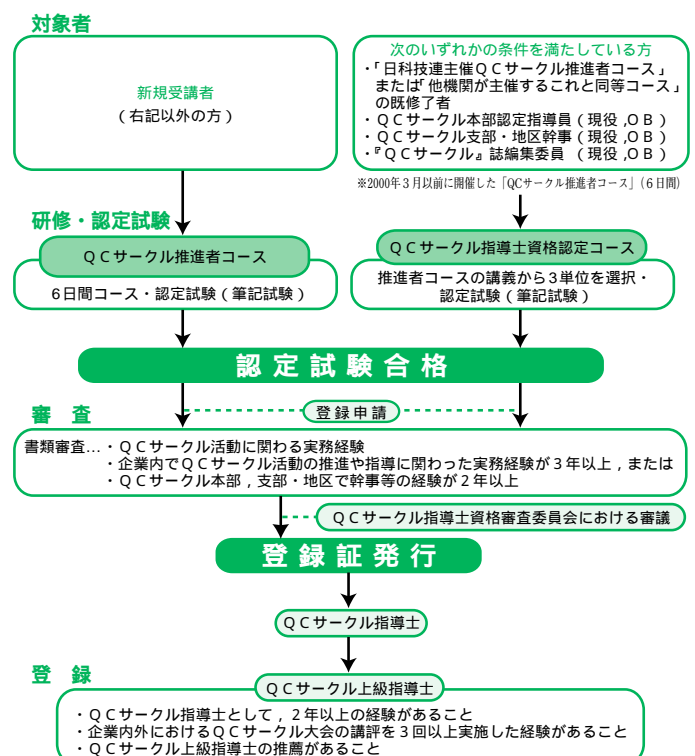 対象者
新規受講者
(右記以外の方)
次のいずれかの条件を満たしている方
・「日科技連主催QCサークル推進者コース」
または「他機関が主催するこれと同等コース」
の既修了者
・QCサークル本部認定指導員(現役,OB)
・QCサークル支部・地区幹事(現役,OB)
・『QCサークル』誌編集委員 (現役,OB)
※2000年3月以前に開催した「QCサークル推進者コース」(6日間)
研修・認定試験
QCサークル推進者コース
6日間コース・認定試験(筆記試験)
QCサークル指導士資格認定コース
推進者コースの講義から3単位を選択・
認定試験(筆記試験)
認定試験合格
審 査
登録申請
書類審査…・QCサークル活動に関わる実務経験
・企業内でQCサークル活動の推進や指導に関わった実務経験が3年以上,または
・QCサークル本部,支部・地区で幹事等の経験が2年以上
QCサークル指導士資格審査委員会における審議
登録証発行
QCサークル指導士
登 録
QCサークル上級指導士
・QCサークル指導士として,2年以上の経験があること
・企業内外におけるQCサークル大会の講評を3回以上実施した経験があること
・QCサークル上級指導士の推薦があること